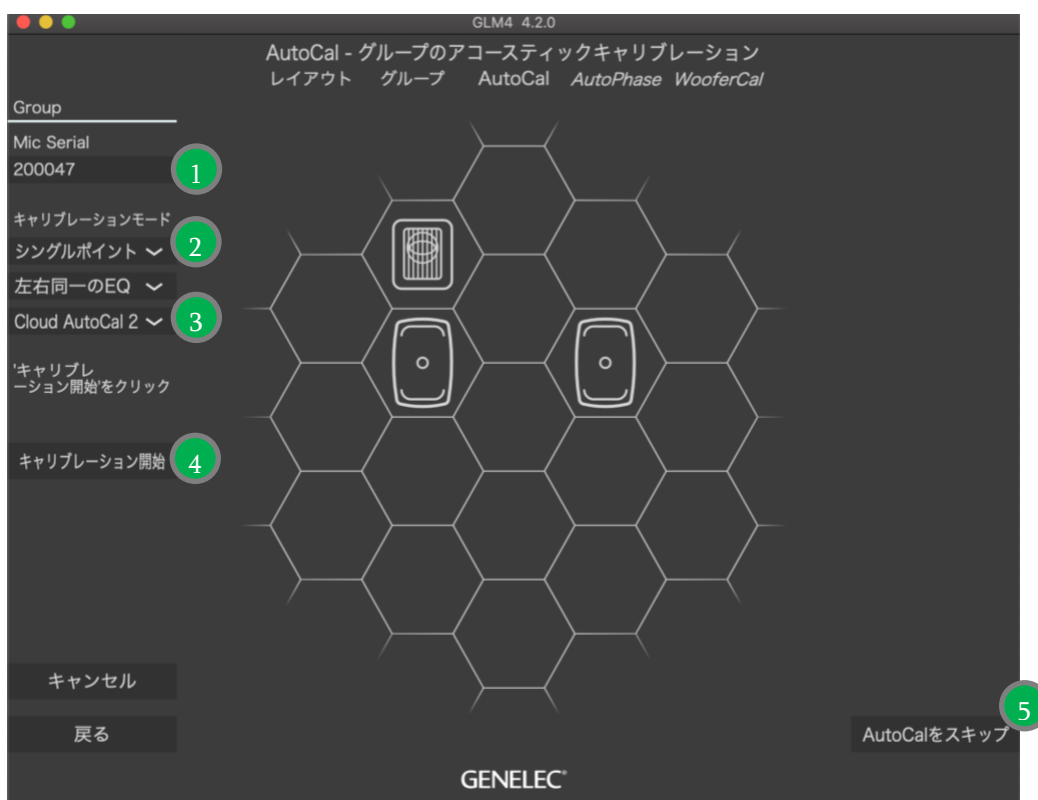 GLM4 4.2.0
AutoCal - グループのアコースティックキャリブレーション
レイアウト グループ AutoCal AutoPhase WooferCal
Group
Mic Serial
200047
1
キャリブレーションモード
シングルポイント
2
左右同一のEQ
Cloud AutoCal 2
3
'キャリブレ
ーション開始'をクリック
キャリブレーション開始
4
キャンセル
5
戻る
AutoCalをスキップ
GENELEC®